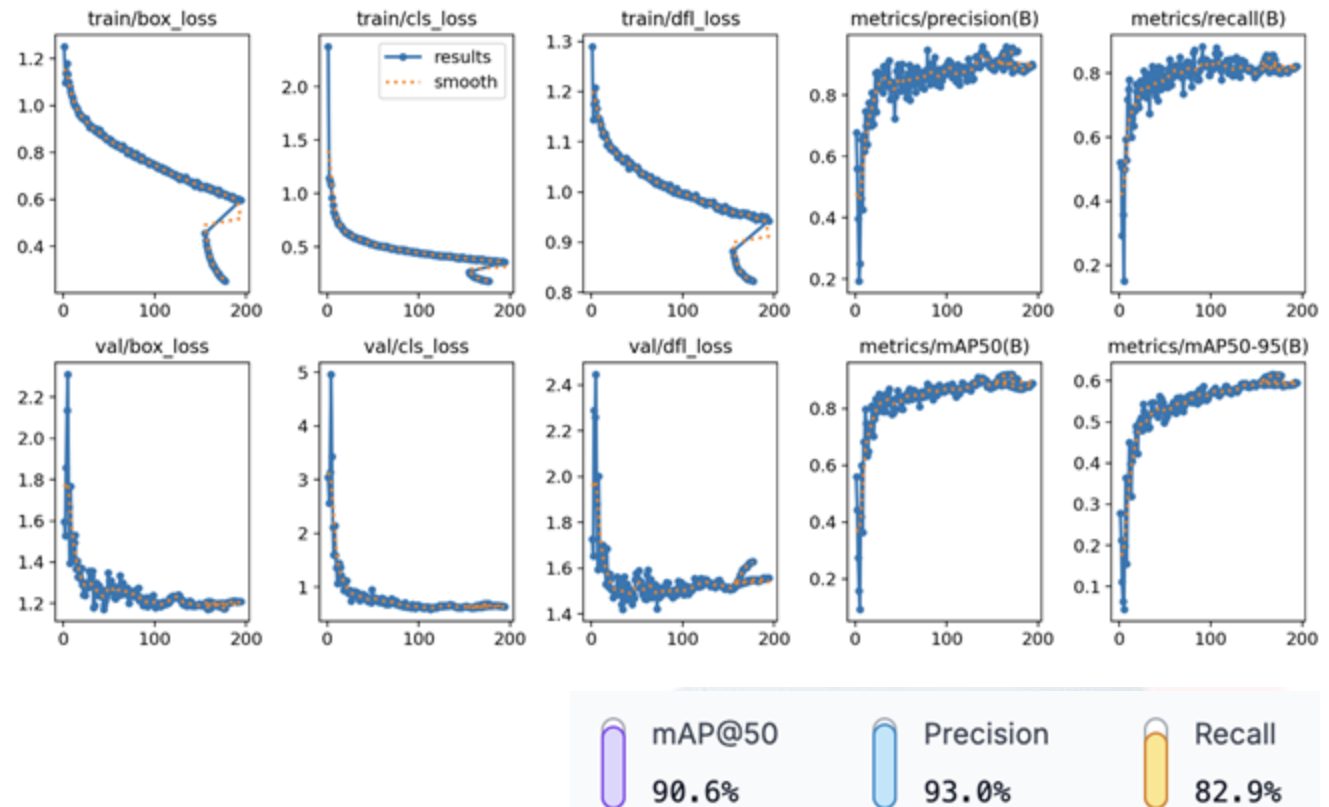 train/box_loss
1.2
1.0
0.8
0.6
0.4
0 100 200
train/cls_loss
results
smooth
2.0
1.5
1.0
0.5
0 100 200
train/dfl_loss
1.3
1.2
1.1
1.0
0.9
0.8
0 100 200
metrics/precision(B)
0.8
0.6
0.4
0.2
0 100 200
metrics/recall(B)
0.8
0.6
0.4
0.2
0 100 200
val/box_loss
2.2
2.0
1.8
1.6
1.4
1.2
0 100 200
val/cls_loss
5
4
3
2
1
0 100 200
val/dfl_loss
2.4
2.2
2.0
1.8
1.6
1.4
0 100 200
metrics/mAP50(B)
0.8
0.6
0.4
0.2
0 100 200
metrics/mAP50-95(B)
0.6
0.5
0.4
0.3
0.2
0.1
0 100 200
mAP@50
90.6%
Precision
93.0%
Recall
82.9%